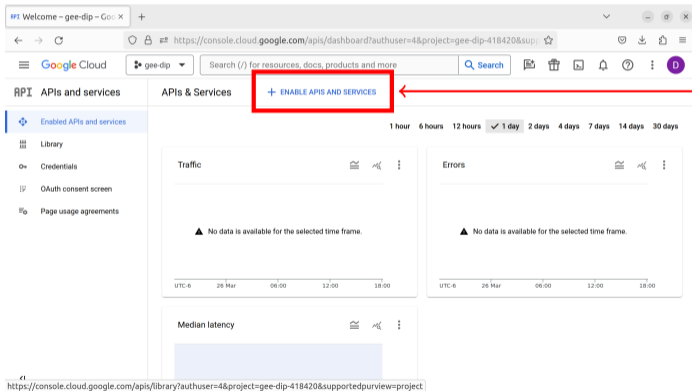 API Welcome – gee-dip – Goo
https://console.cloud.google.com/apis/dashboard?authuser=4&project=gee-dip-418420&supp
Google Cloud
gee-dip
Search (/) for resources, docs, products and more
Search
D
API APIs and services
APIs & Services
+ ENABLE APIS AND SERVICES
Enabled APIs and services
Library
Credentials
OAuth consent screen
Page usage agreements
1 hour 6 hours 12 hours 1 day 2 days 4 days 7 days 14 days 30 days
Traffic
No data is available for the selected time frame.
UTC-6 26 Mar 06:00 12:00 18:00
Errors
No data is available for the selected time frame.
UTC-6 26 Mar 06:00 12:00 18:00
Median latency
https://console.cloud.google.com/apis/library?authuser=4&project=gee-dip-418420&supportedpurview=project